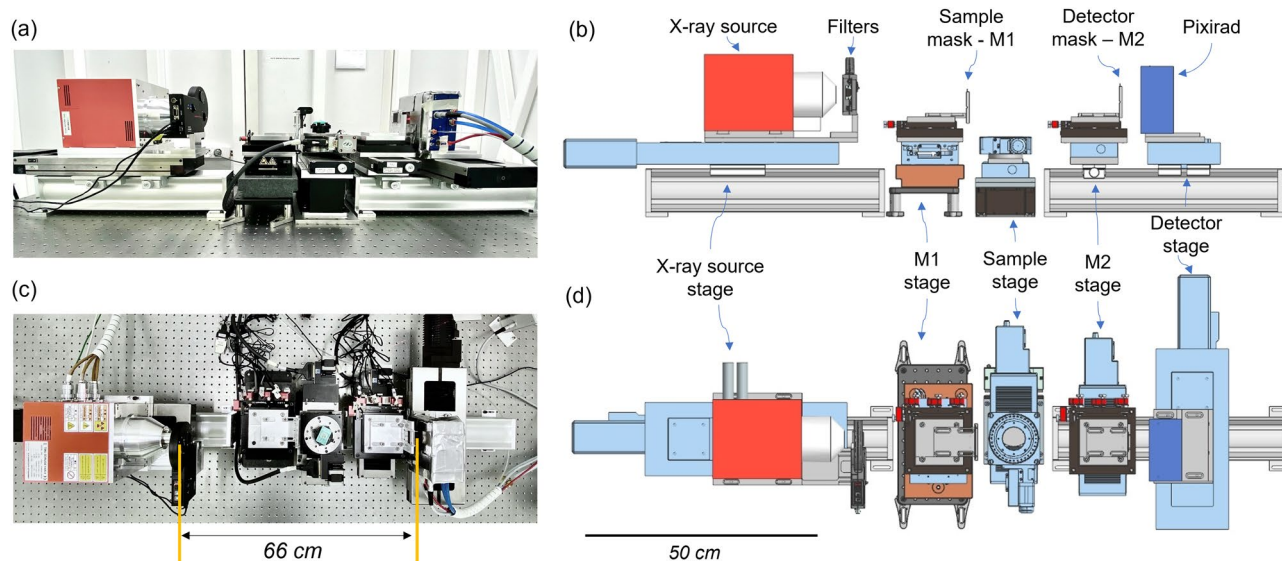 (a)
(b)
X-ray source
Filters
Sample
mask - M1
Detector
mask – M2
Pixirad
X-ray source
stage
M1
stage
Sample
stage
M2
stage
Detector
stage
(c)
66 cm
(d)
50 cm